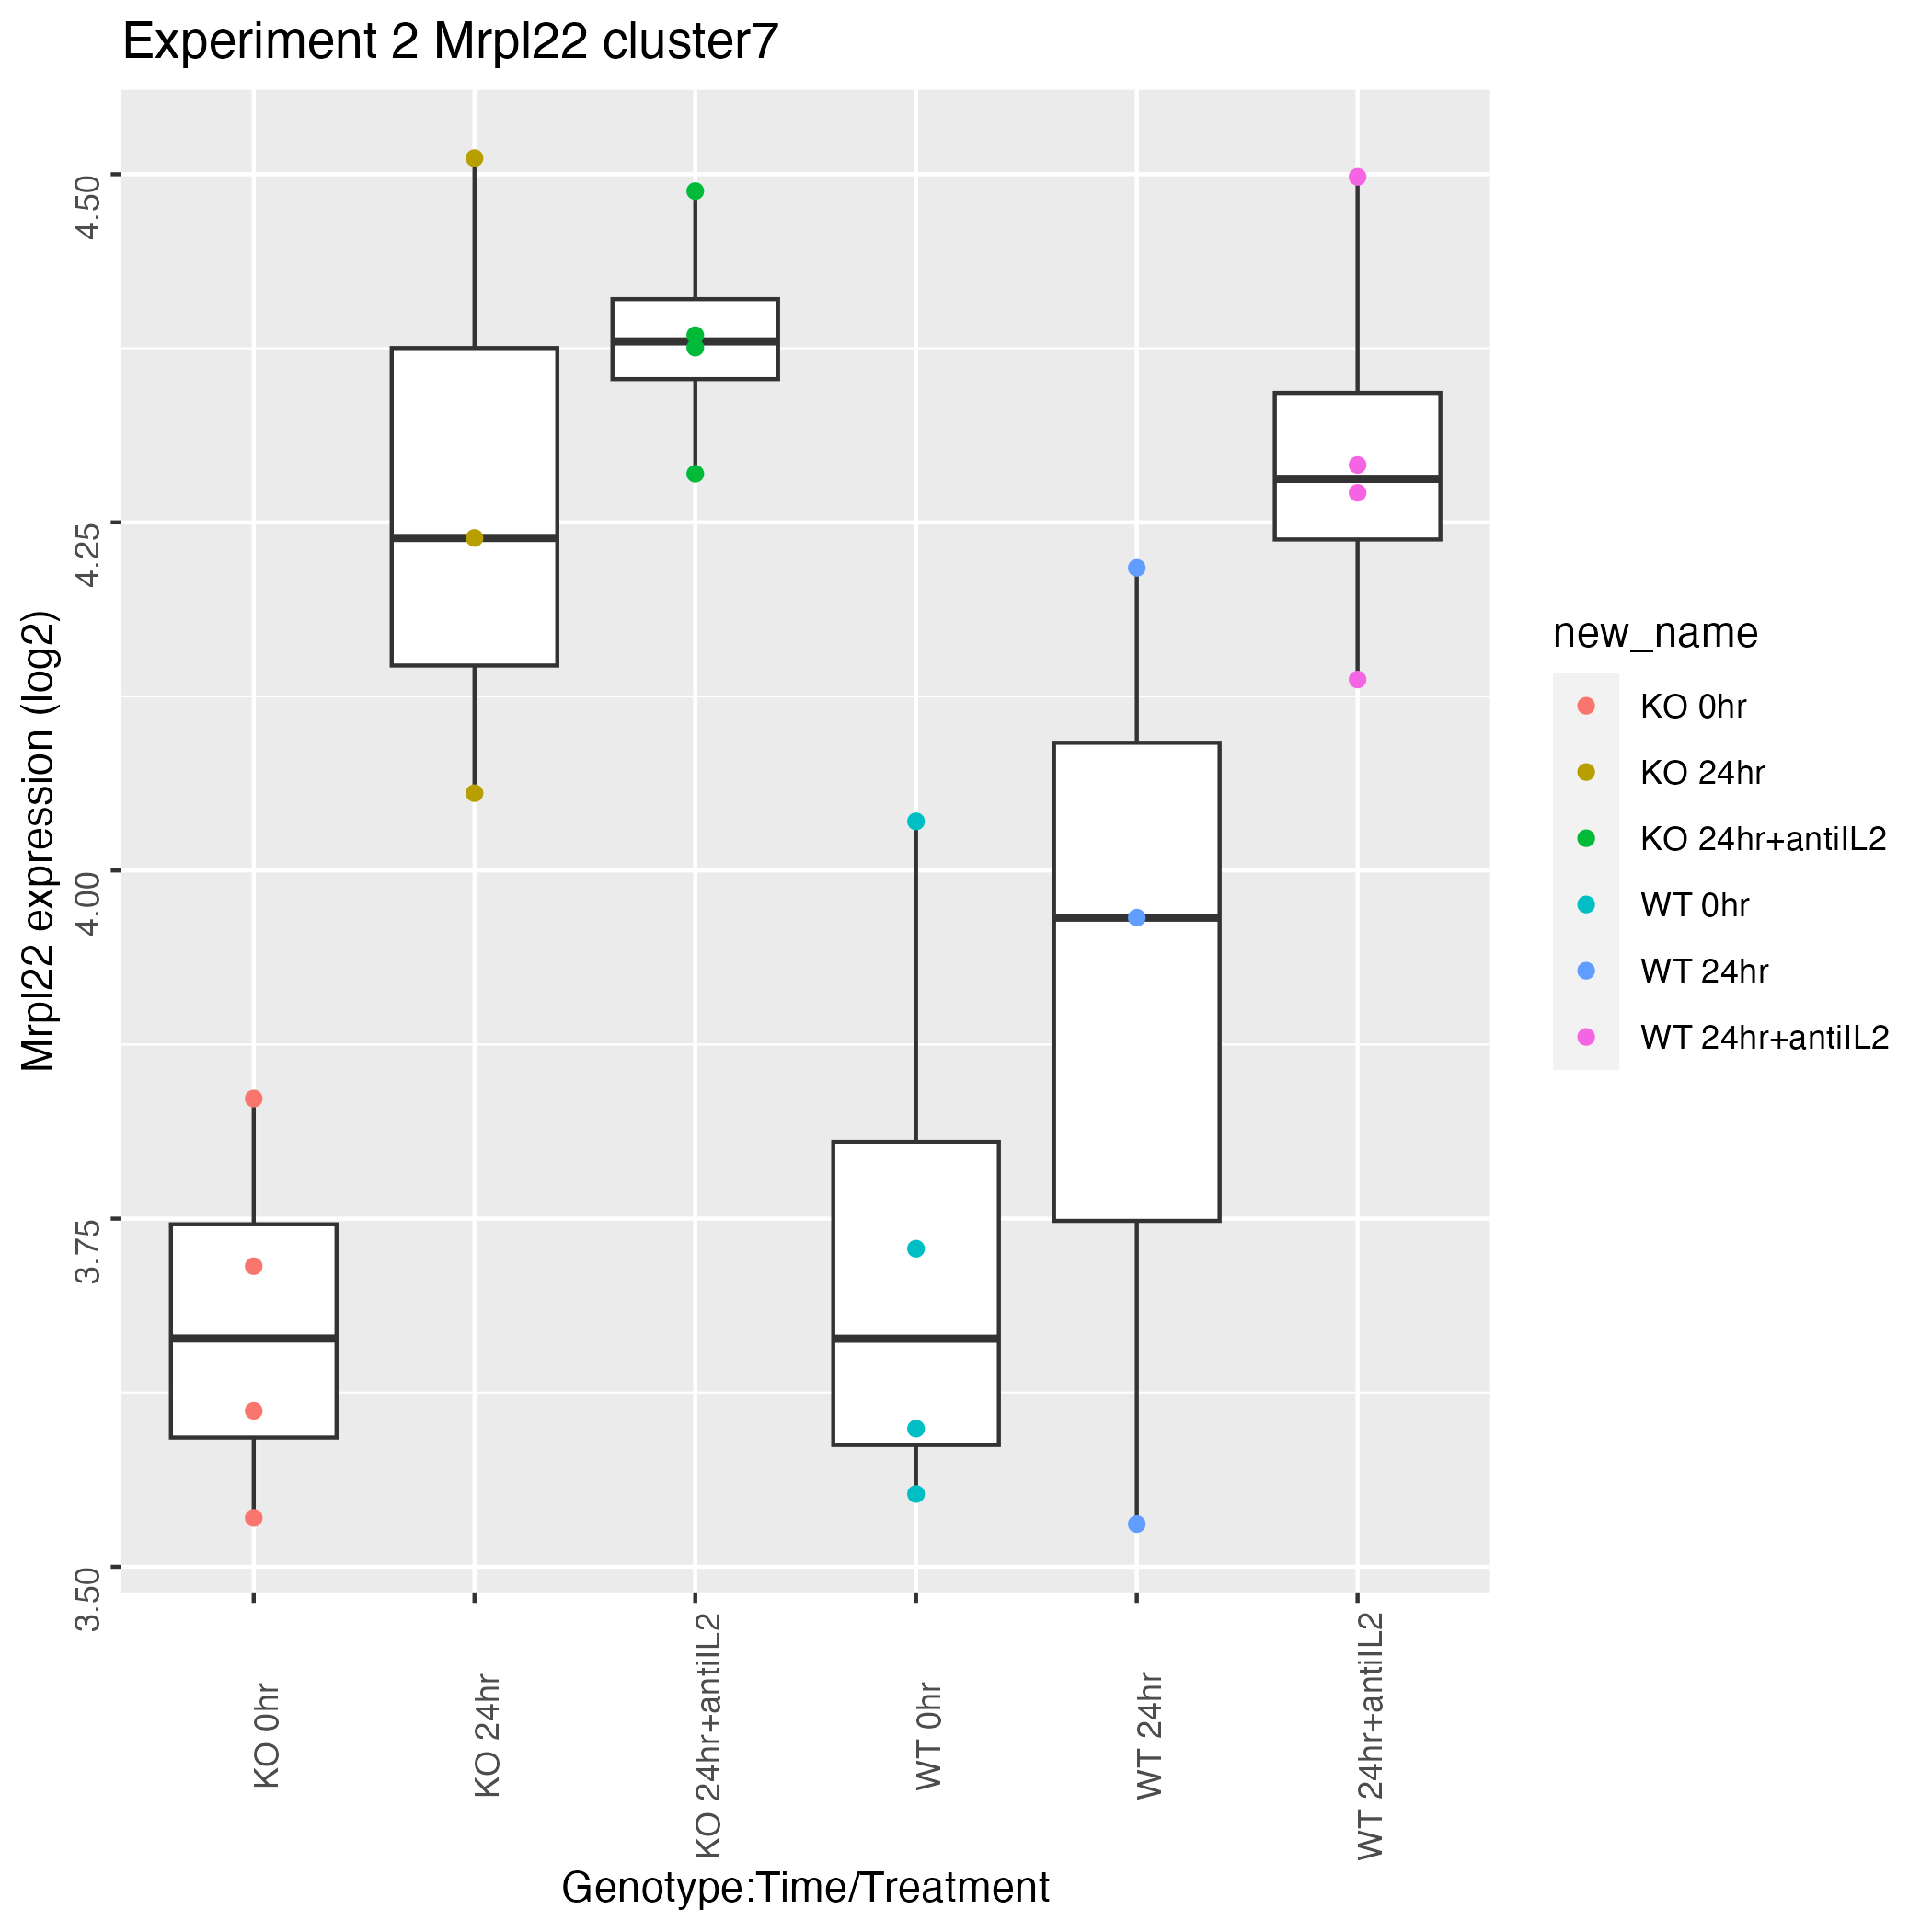 Experiment 2 Mrpl22 cluster7
Mrpl22 expression (log2)
4.50
4.25
4.00
3.75
3.50
KO 0hr
KO 24hr
KO 24hr+antiIL2
WT 0hr
WT 24hr
WT 24hr+antiIL2
Genotype:Time/Treatment
new_name
KO 0hr
KO 24hr
KO 24hr+antiIL2
WT 0hr
WT 24hr
WT 24hr+antiIL2